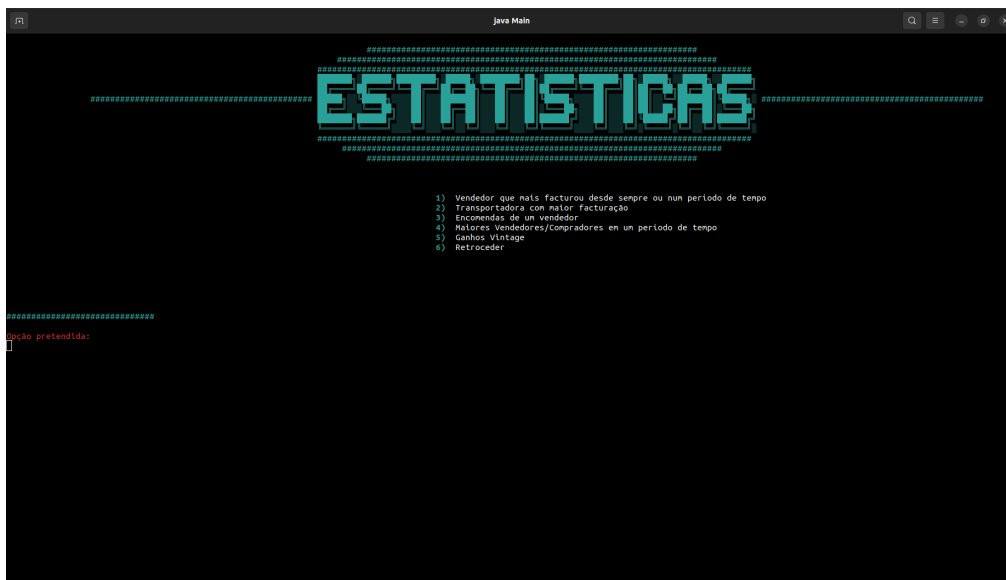 Java Main
ESTATISTICAS
1) Vendedor que mais facturou desde sempre ou num periodo de tempo
2) Transportadora com maior facturação
3) Encomendas de um vendedor
4) Maiores Vendedores/Compradores em um periodo de tempo
5) Ganhos Vintage
6) Retroceder
##############################
Opção pretendida: